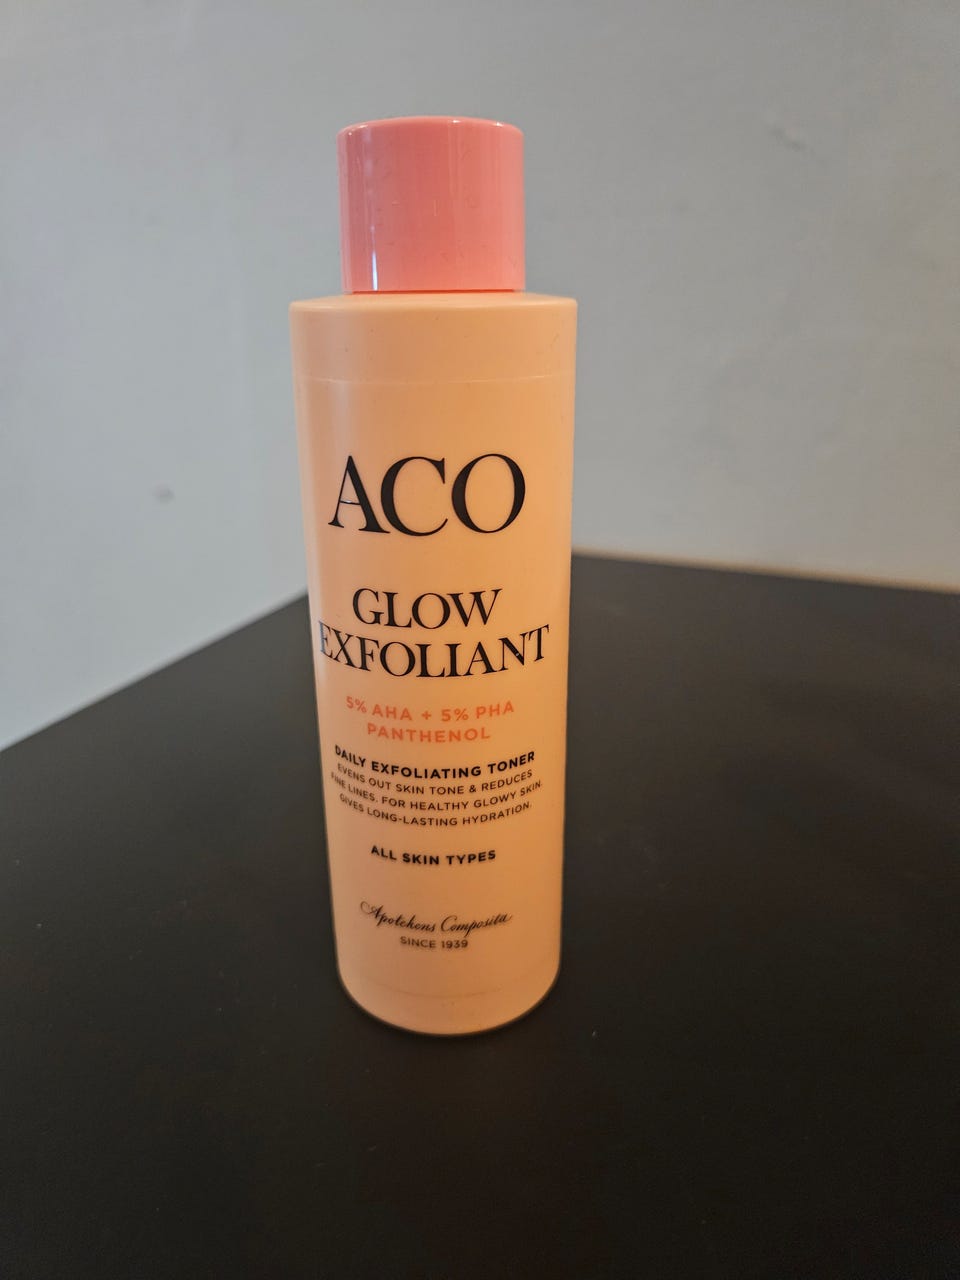 ACO
GLOW
EXFOLIANT
5% AHA + 5% PHA
PANTHENOL
DAILY EXFOLIATING TONER
EVENS OUT SKIN TONE & REDUCES
FINE LINES. FOR HEALTHY GLOWY SKIN.
GIVES LONG-LASTING HYDRATION.
ALL SKIN TYPES
Apotekens Composita
SINCE 1939